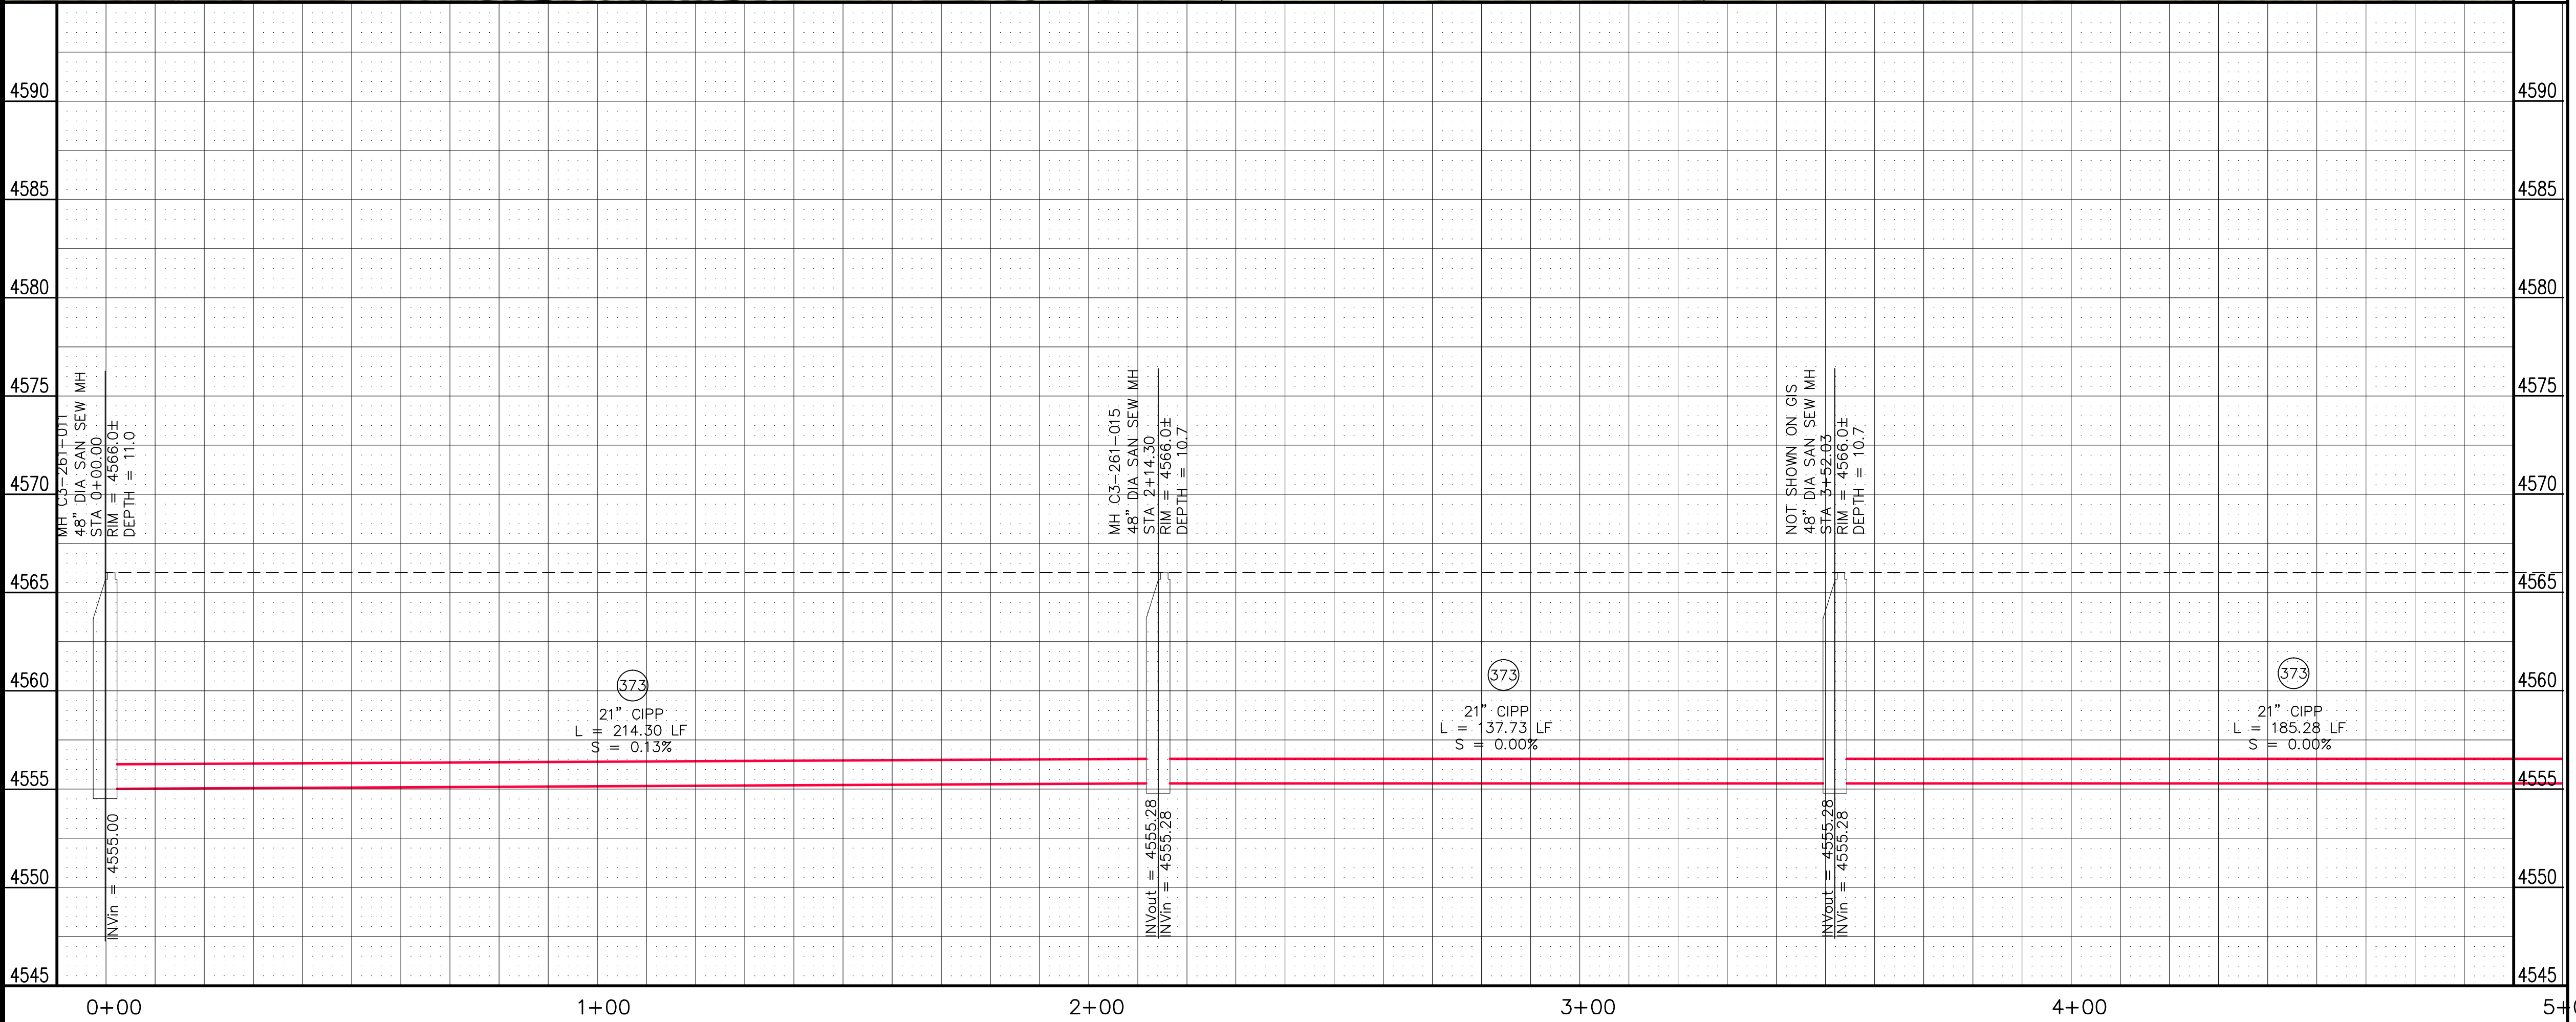 4590
4585
4580
4575
4570
4565
4560
4555
4550
4545
MH C3-261-011
48" DIA SAN SEW MH
STA 0+00.00
RIM = 4566.0±
DEPTH = 11.0
INVin = 4555.00
373
21" CIPP
L = 214.30 LF
S = 0.13%
MH C3-261-015
48" DIA SAN SEW MH
STA 2+14.30
RIM = 4566.0±
DEPTH = 10.7
INVout = 4555.28
INVin = 4555.28
373
21" CIPP
L = 137.73 LF
S = 0.00%
NOT SHOWN ON GIS
48" DIA SAN SEW MH
STA 3+52.03
RIM = 4566.0±
DEPTH = 10.7
INVout = 4555.28
INVin = 4555.28
373
21" CIPP
L = 185.28 LF
S = 0.00%
4590
4585
4580
4575
4570
4565
4560
4555
4550
4545
0+00
1+00
2+00
3+00
4+00